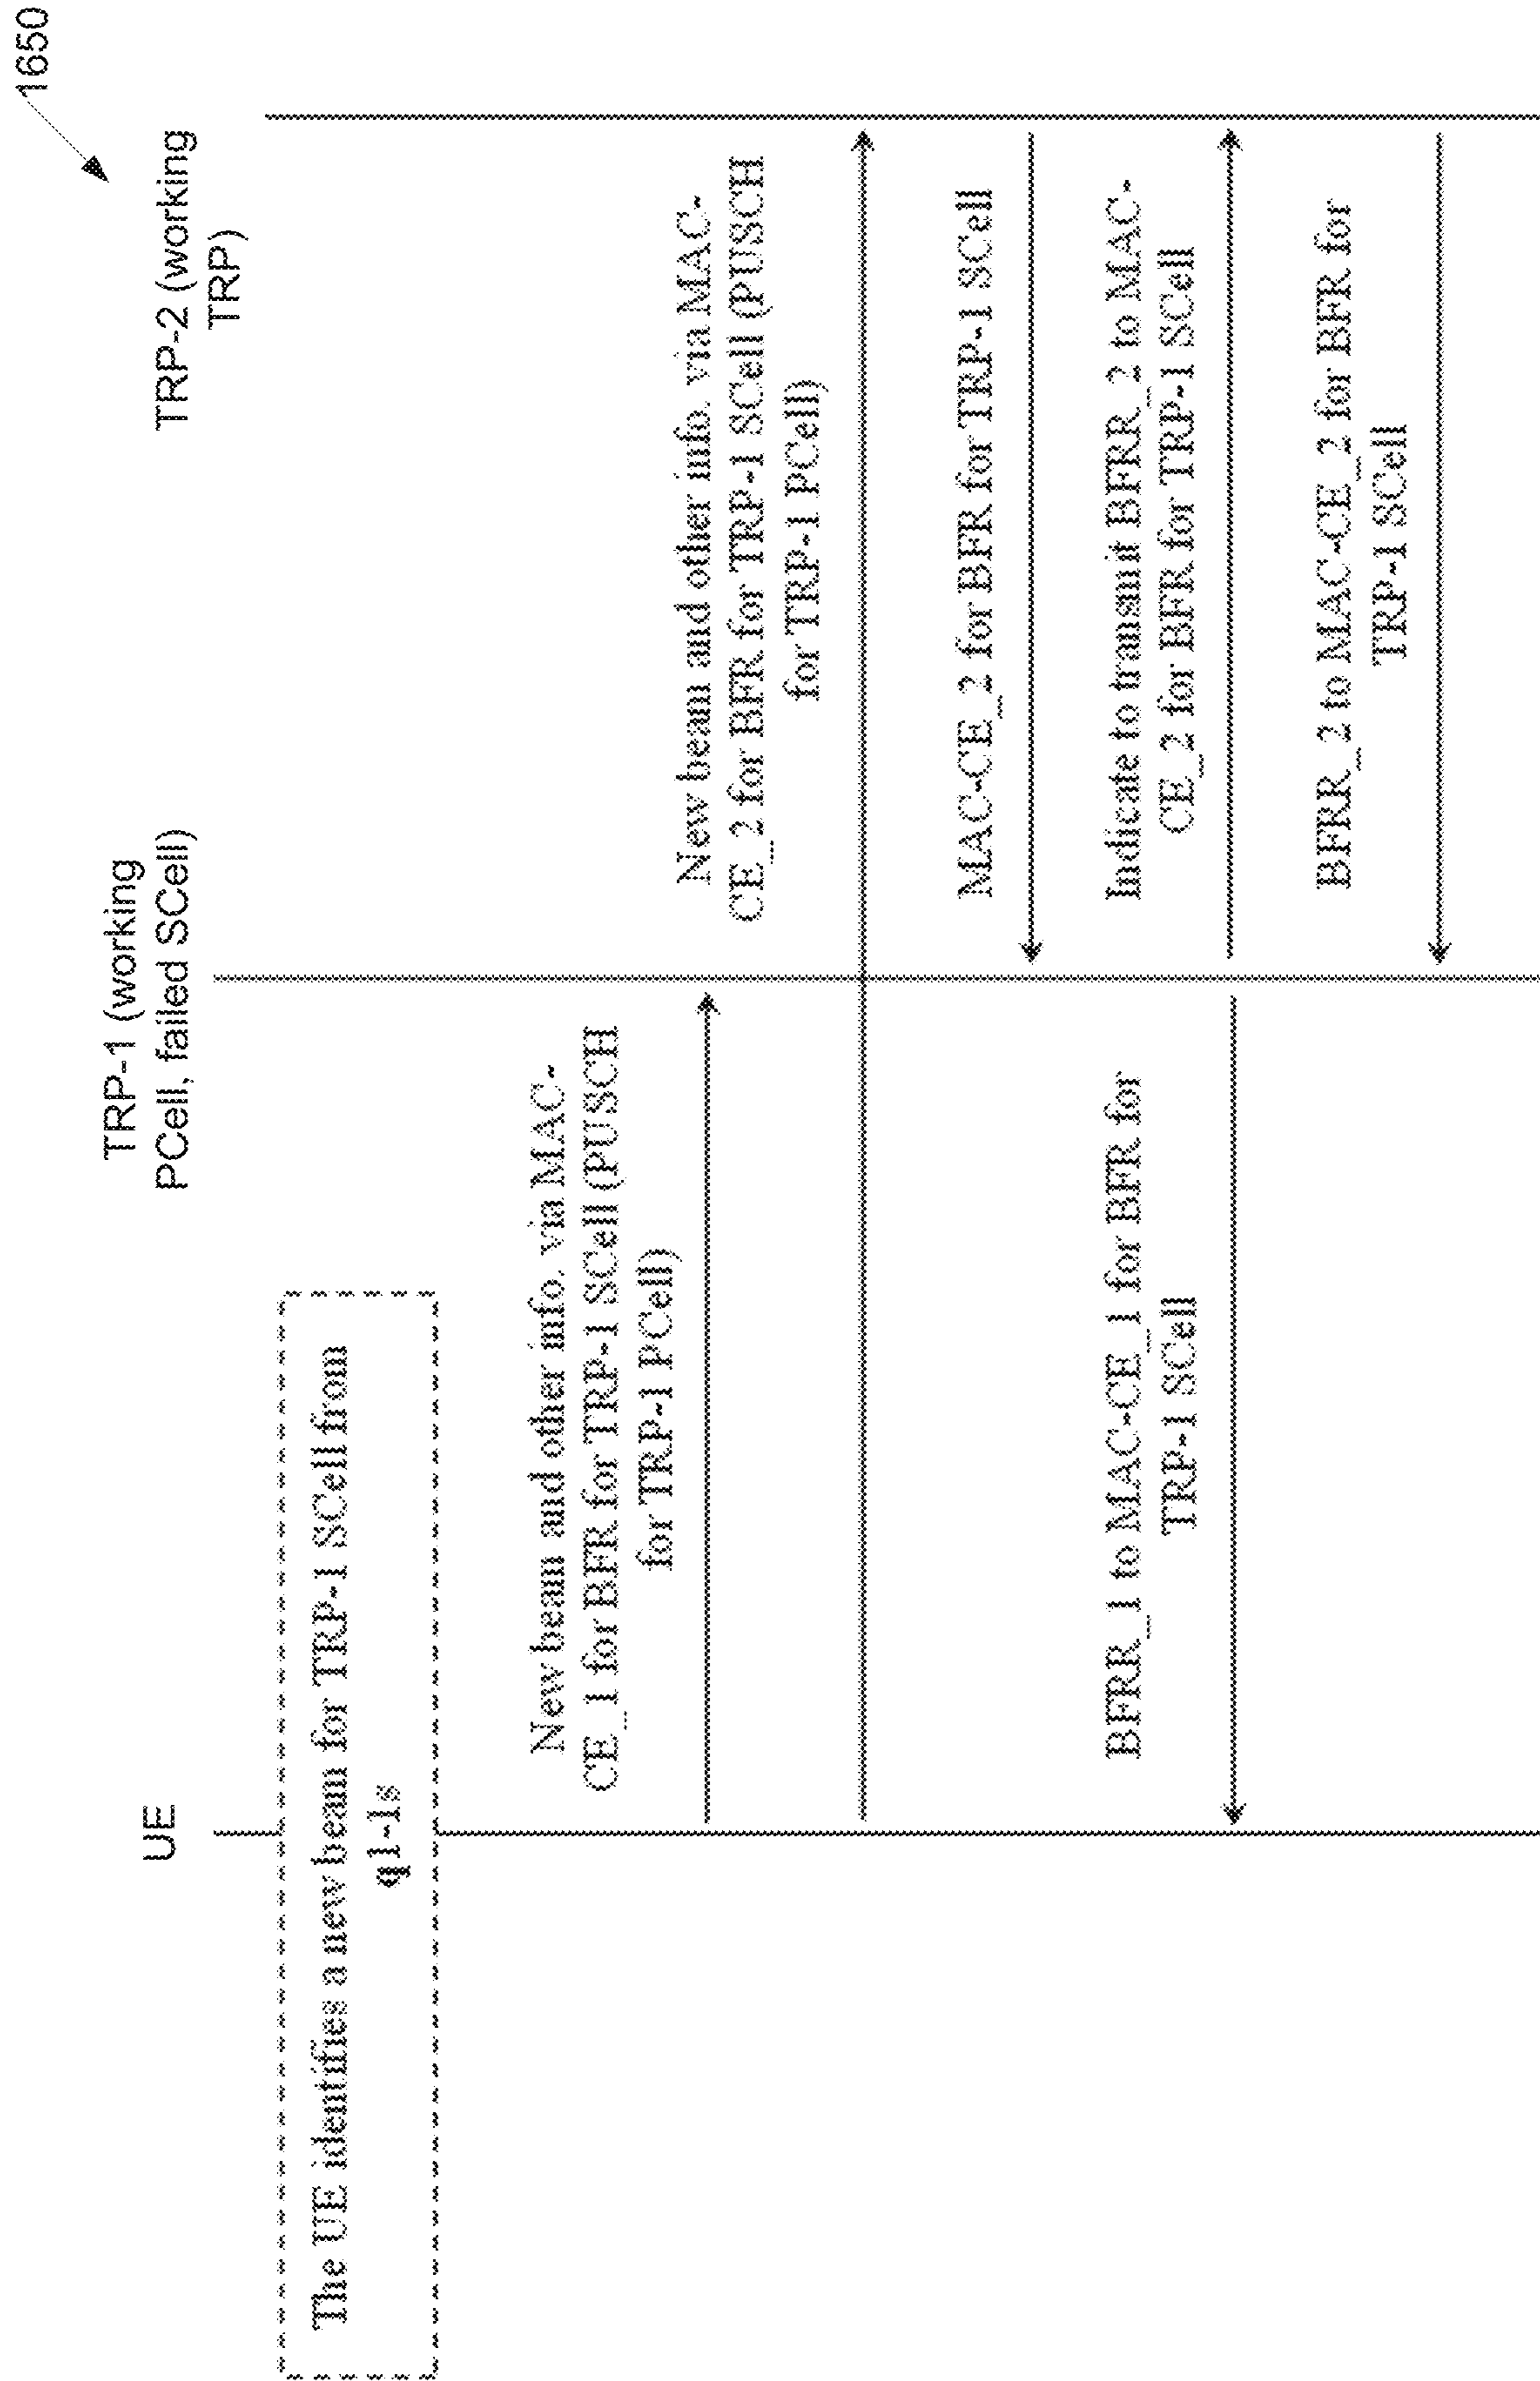 1650
UE
TRP-1 (working
PCell, failed SCell)
TRP-2 (working
TRP)
The UE identifies a new beam for TRP-1 SCell from
q1-1s
New beam and other info. via MAC-
CE_1 for BFR for TRP-1 SCell (PUSCH
for TRP-1 PCell)
New beam and other info. via MAC-
CE_2 for BFR for TRP-1 SCell (PUSCH
for TRP-1 PCell)
MAC-CE_2 for BFR for TRP-1 SCell
BFRR_1 to MAC-CE_1 for BFR for
TRP-1 SCell
Indicate to transmit BFRR_2 to MAC-
CE_2 for BFR for TRP-1 SCell
BFRR_2 to MAC-CE_2 for BFR for
TRP-1 SCell